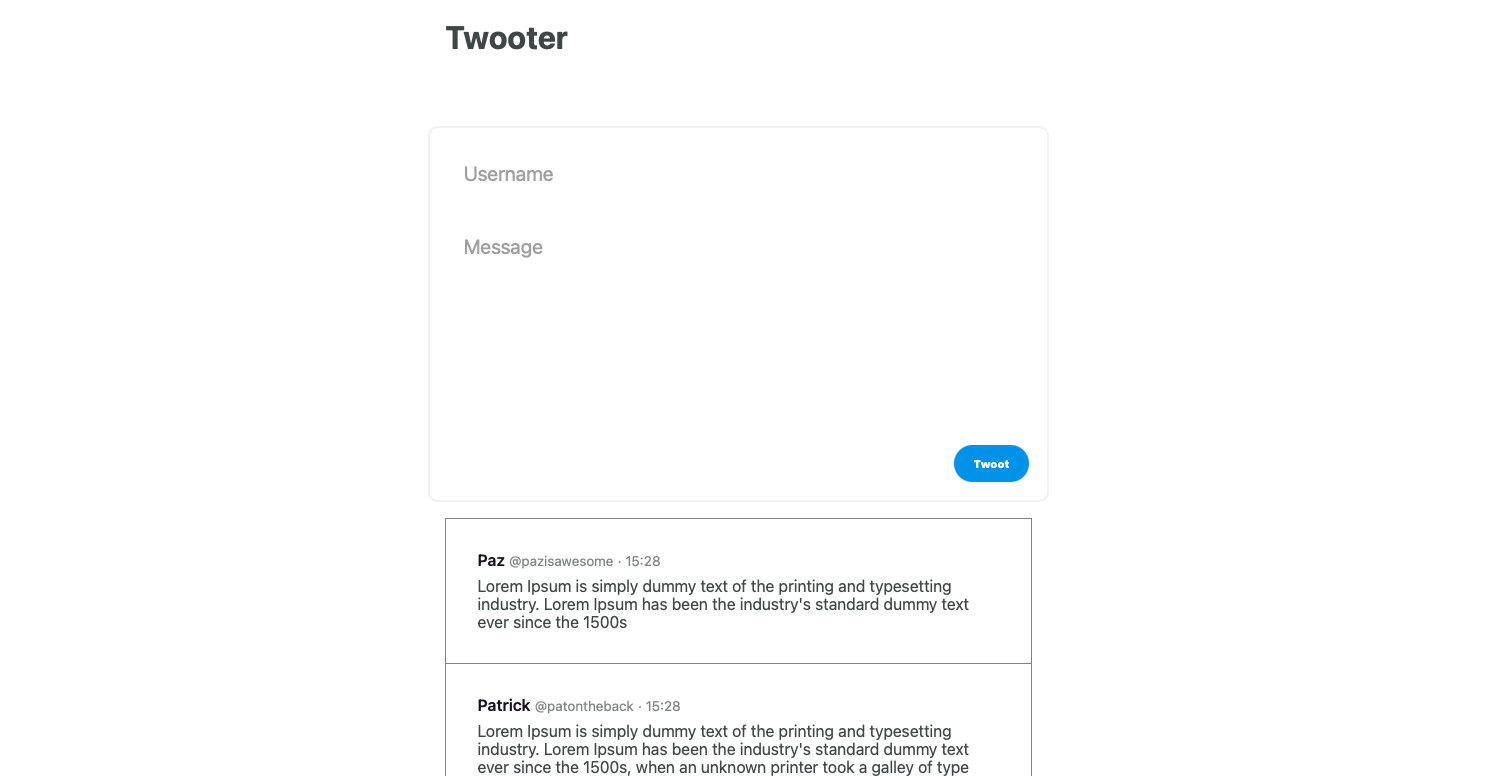 Twooter
Username
Message
Twoot
Paz @pazisawesome · 15:28
Lorem Ipsum is simply dummy text of the printing and typesetting
industry. Lorem Ipsum has been the industry's standard dummy text
ever since the 1500s
Patrick @patontheback · 15:28
Lorem Ipsum is simply dummy text of the printing and typesetting
industry. Lorem Ipsum has been the industry's standard dummy text
ever since the 1500s, when an unknown printer took a galley of type